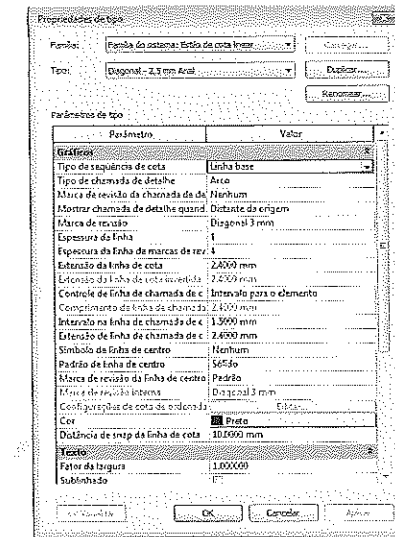 Propriedades de tipo
Família: Família do sistema: Estilo de cota linear Carregar...
Tipo: Diagonal - 2,5 mm Arial Duplicar...
Renomear...
Parâmetros de tipo
Parâmetro Valor
Gráficos
Tipo de sequência de cota Linha base
Tipo de chamada de detalhe Arco
Marca de revisão da chamada de de Nenhum
Mostrar chamada de detalhe quand Distante da origem
Marca de revisão Diagonal 3 mm
Espessura da linha 1
Espessura da linha de marcas de rev 4
Extensão da linha de cota 2.4000 mm
Extensão da linha de cota invertida 2.4000 mm
Controle de linha de chamada de c Intervalo para o elemento
Comprimento de linha de chamada 2.4000 mm
Intervalo na linha de chamada de c 1.5000 mm
Extensão de linha de chamada de c 2.4000 mm
Símbolo de linha de centro Nenhum
Padrão de linha de centro Sólido
Marca de revisão da linha de centro Padrão
Marca de revisão interna Diagonal 3 mm
Configurações de cota de ordenada Editar...
Cor Preto
Distância de snap da linha de cota 10.0000 mm
Texto
Fator da largura 1.000000
Sublinhado
<< Visualizar OK Cancelar Aplicar